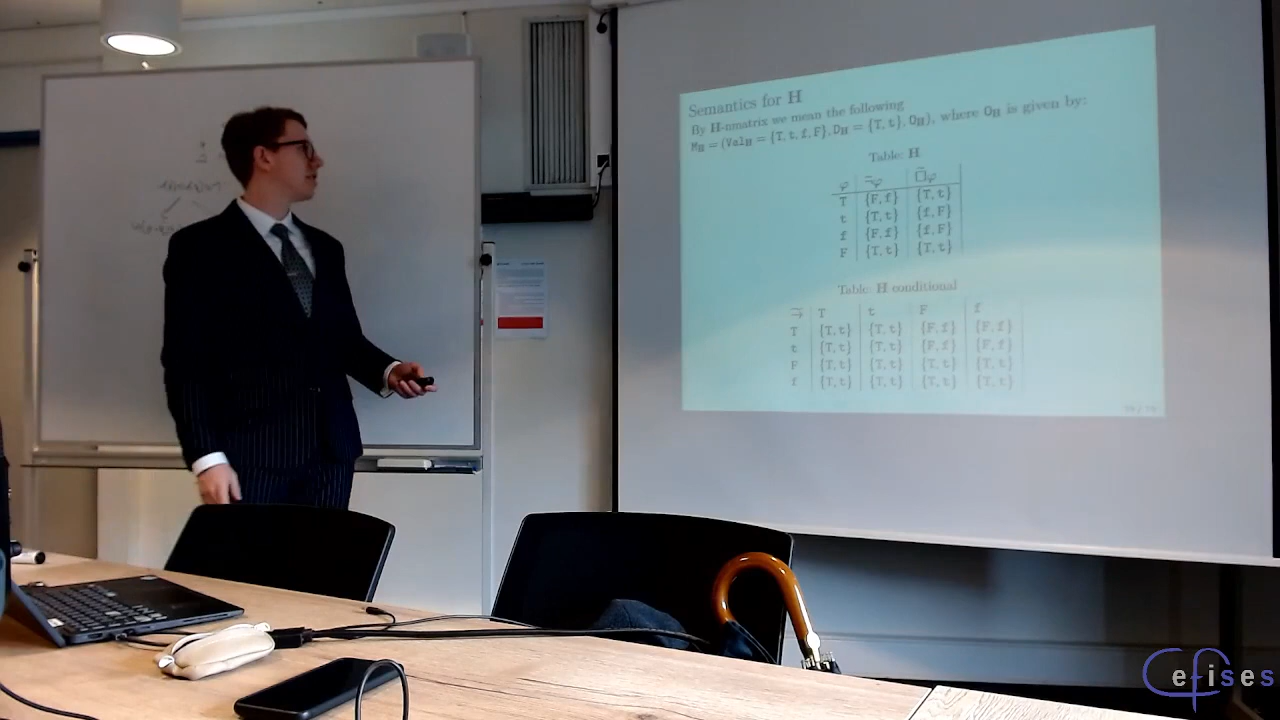 Semantics for H
By H-nmatrix we mean the following
M_H = ⟨Val_H = {T, t, f, F}, D_H = {T, t}, O_H⟩, where O_H is given by:
Table: H
φ ¬̃φ □̃φ
T {F, f} {T, t}
t {T, t} {f, F}
f {F, f} {f, F}
F {T, t} {T, t}
Table: H conditional
→̃ T t F f
T {T, t} {T, t} {F, f} {F, f}
t {T, t} {T, t} {F, f} {F, f}
F {T, t} {T, t} {T, t} {T, t}
f {T, t} {T, t} {T, t} {T, t}
Cefises